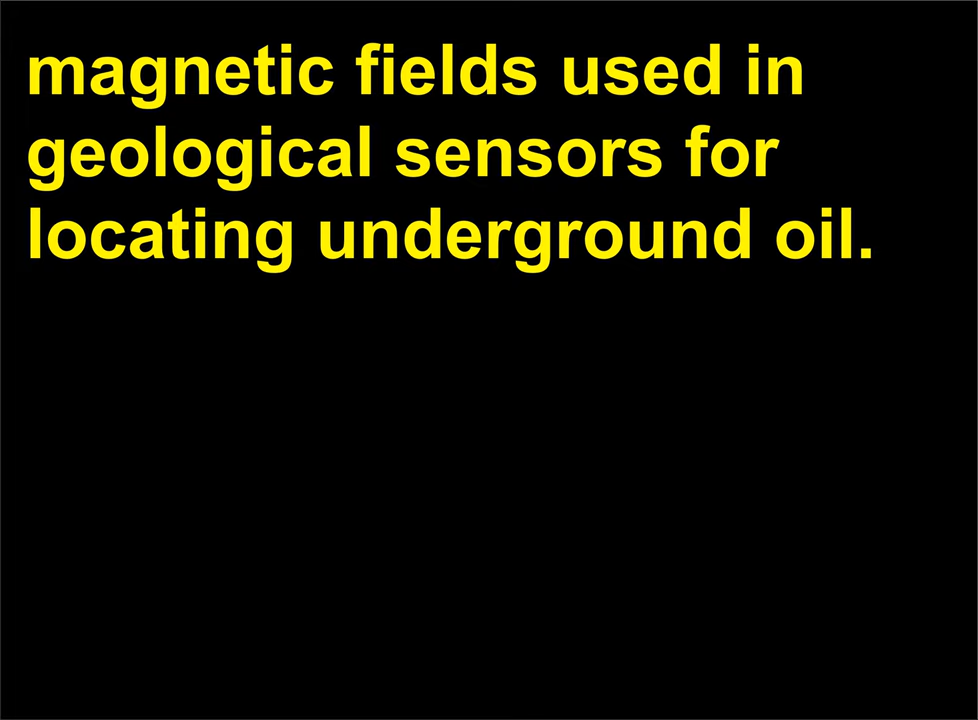 magnetic fields used in
geological sensors for
locating underground oil.